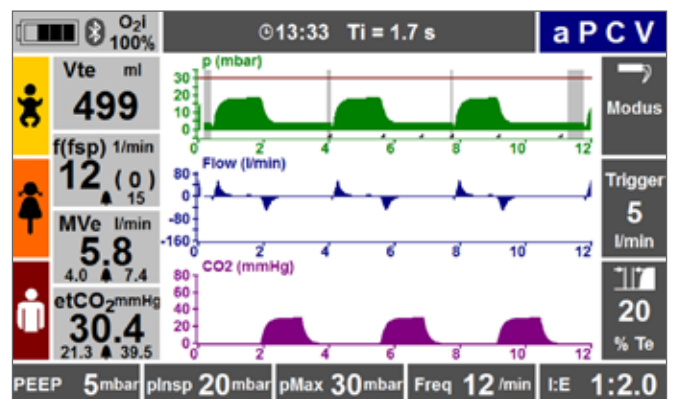 O2i
100%
13:33 Ti = 1.7 s
a P C V
Vte ml
499
f(fsp) 1/min
12 ( 0 )
15
MVe l/min
5.8
4.0 7.4
etCO2mmHg
30.4
21.3 39.5
p (mbar)
30
20
10
0
0 2 4 6 8 10 12
Flow (l/min)
80
0
-80
-160
0 2 4 6 8 10 12
CO2 (mmHg)
80
60
40
20
0
0 2 4 6 8 10 12
Modus
Trigger
5
l/min
20
% Te
PEEP 5mbar pInsp 20mbar pMax 30mbar Freq 12 /min I:E 1:2.0